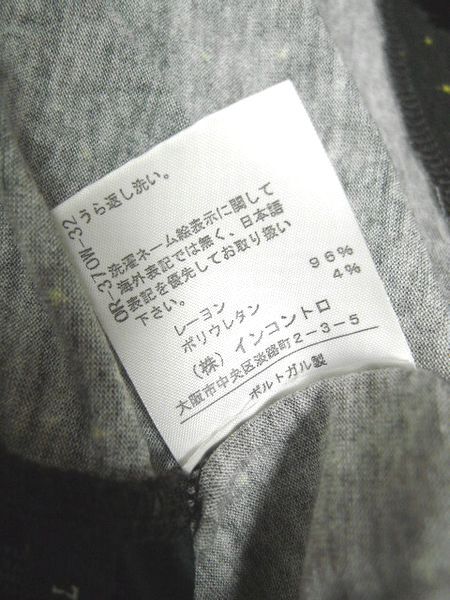 うら返し洗い。
OR-370W-32
洗濯ネーム絵表示に関して
海外表記では無く、日本語
表記を優先してお取り扱い
下さい。
レーヨン 96%
ポリウレタン 4%
(株)インコントロ
大阪市中央区淡路町2-3-5
ポルトガル製